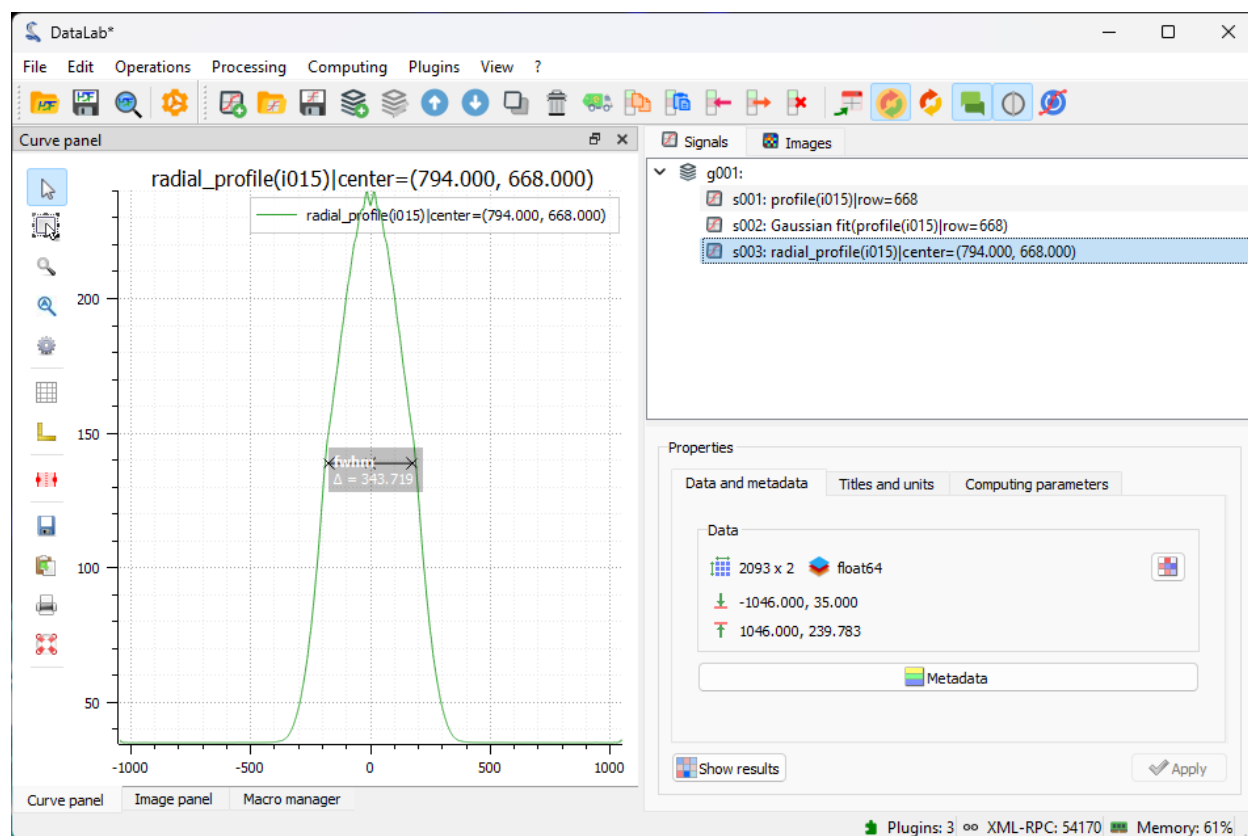 DataLab*
File Edit Operations Processing Computing Plugins View ?
Curve panel
radial_profile(i015)|center=(794.000, 668.000)
radial_profile(i015)|center=(794.000, 668.000)
200
150
100
50
fwhm
Δ = 343.719
-1000 -500 0 500 1000
Curve panel Image panel Macro manager
Signals Images
g001:
s001: profile(i015)|row=668
s002: Gaussian fit(profile(i015)|row=668)
s003: radial_profile(i015)|center=(794.000, 668.000)
Properties
Data and metadata Titles and units Computing parameters
Data
2093 x 2 float64
-1046.000, 35.000
1046.000, 239.783
Metadata
Show results Apply
Plugins: 3 XML-RPC: 54170 Memory: 61%